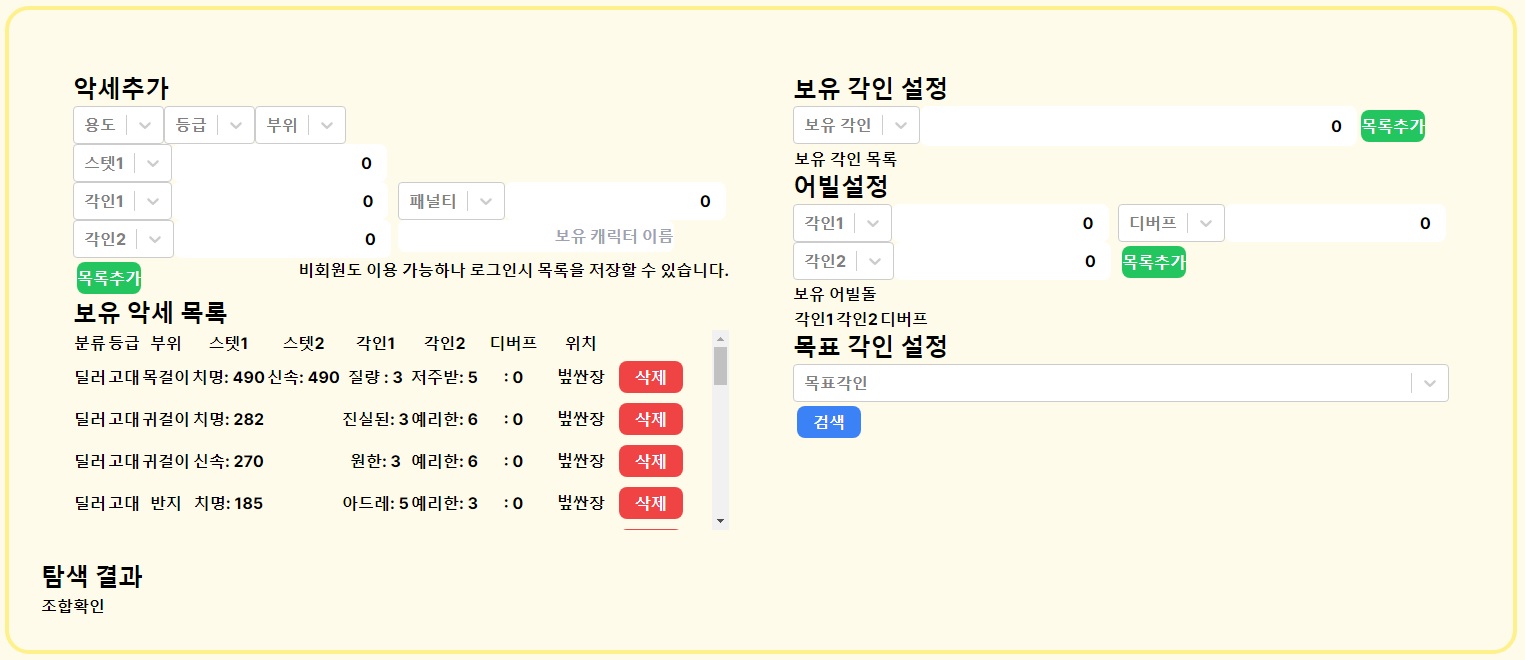 악세추가
용도 등급 부위
스텟1 0
각인1 0 패널티 0
각인2 0 보유 캐릭터 이름
목록추가 비회원도 이용 가능하나 로그인시 목록을 저장할 수 있습니다.
보유 악세 목록
분류 등급 부위 스텟1 스텟2 각인1 각인2 디버프 위치
딜러 고대 목걸이 치명: 490 신속: 490 질량 : 3 저주받: 5 : 0 벞싼장 삭제
딜러 고대 귀걸이 치명: 282 진실된: 3 예리한: 6 : 0 벞싼장 삭제
딜러 고대 귀걸이 신속: 270 원한: 3 예리한: 6 : 0 벞싼장 삭제
딜러 고대 반지 치명: 185 아드레: 5 예리한: 3 : 0 벞싼장 삭제
보유 각인 설정
보유 각인 0 목록추가
보유 각인 목록
어빌설정
각인1 0 디버프 0
각인2 0 목록추가
보유 어빌돌
각인1 각인2 디버프
목표 각인 설정
목표각인
검색
탐색 결과
조합확인